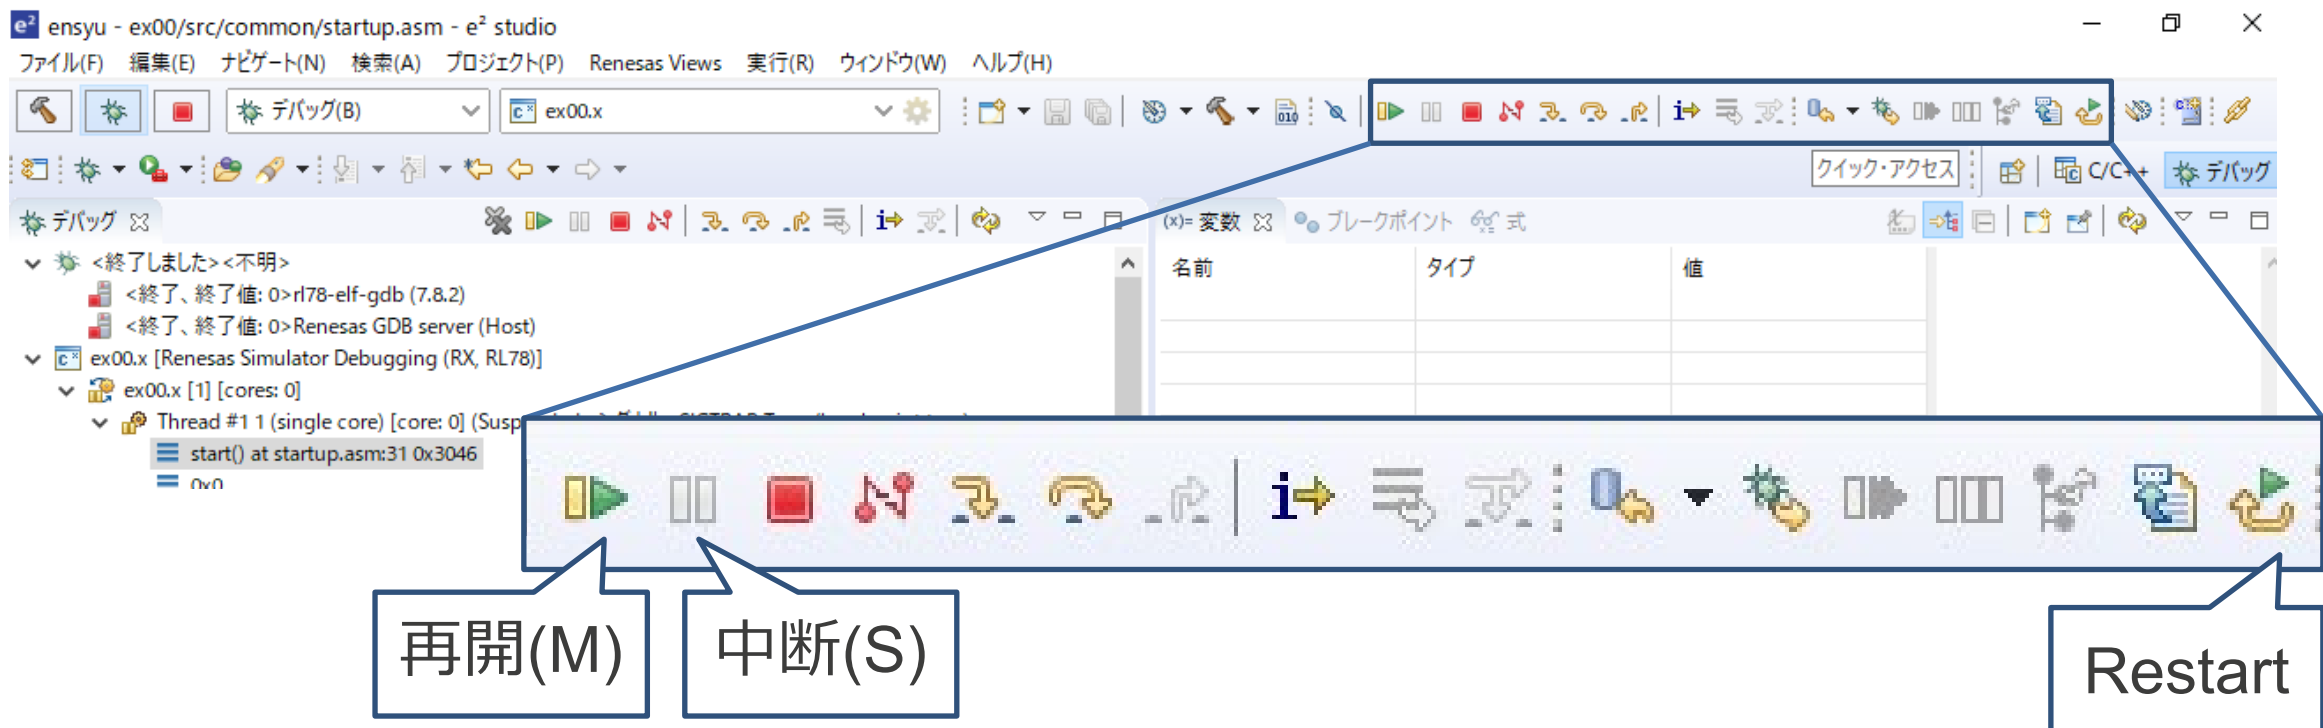 ensyu - ex00/src/common/startup.asm - e² studio
ファイル(F) 編集(E) ナビゲート(N) 検索(A) プロジェクト(P) Renesas Views 実行(R) ウィンドウ(W) ヘルプ(H)
デバッグ(B) ex00.x
クイック・アクセス C/C++ デバッグ
デバッグ (x)= 変数 ブレークポイント 式
<終了しました><不明> 名前 タイプ 値
<終了、終了値: 0>rl78-elf-gdb (7.8.2)
<終了、終了値: 0>Renesas GDB server (Host)
ex00.x [Renesas Simulator Debugging (RX, RL78)]
ex00.x [1] [cores: 0]
Thread #1 1 (single core) [core: 0] (Susp
start() at startup.asm:31 0x3046
0x0
再開(M) 中断(S) Restart